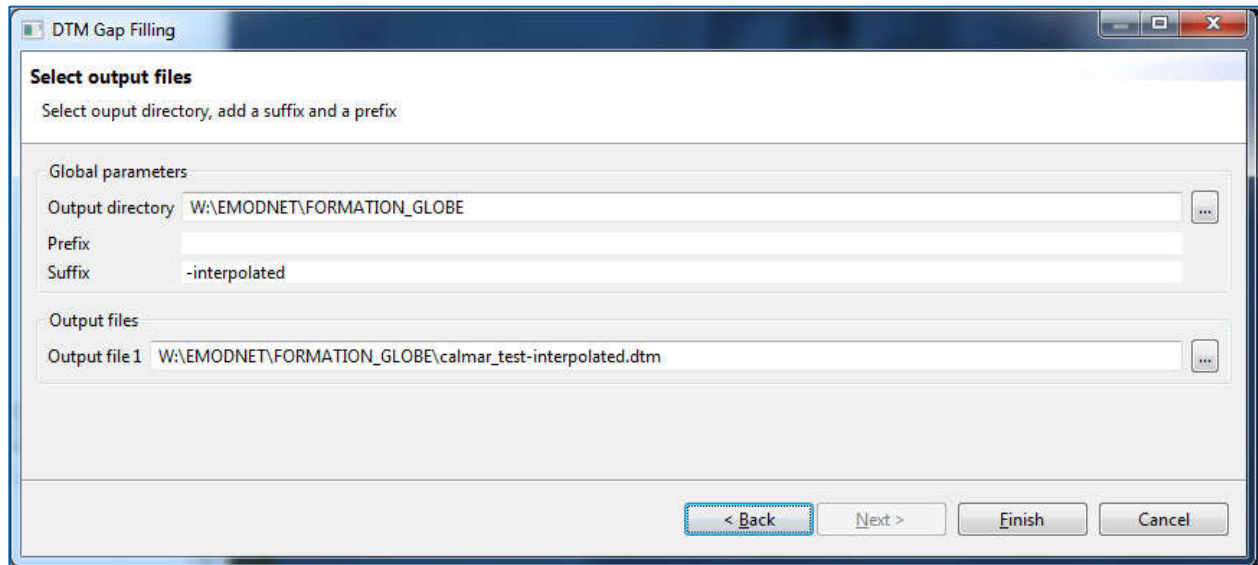 DTM Gap Filling
Select output files
Select ouput directory, add a suffix and a prefix
Global parameters
Output directory W:\EMODNET\FORMATION_GLOBE ...
Prefix
Suffix -interpolated
Output files
Output file 1 W:\EMODNET\FORMATION_GLOBE\calmar_test-interpolated.dtm ...
< Back Next > Finish Cancel